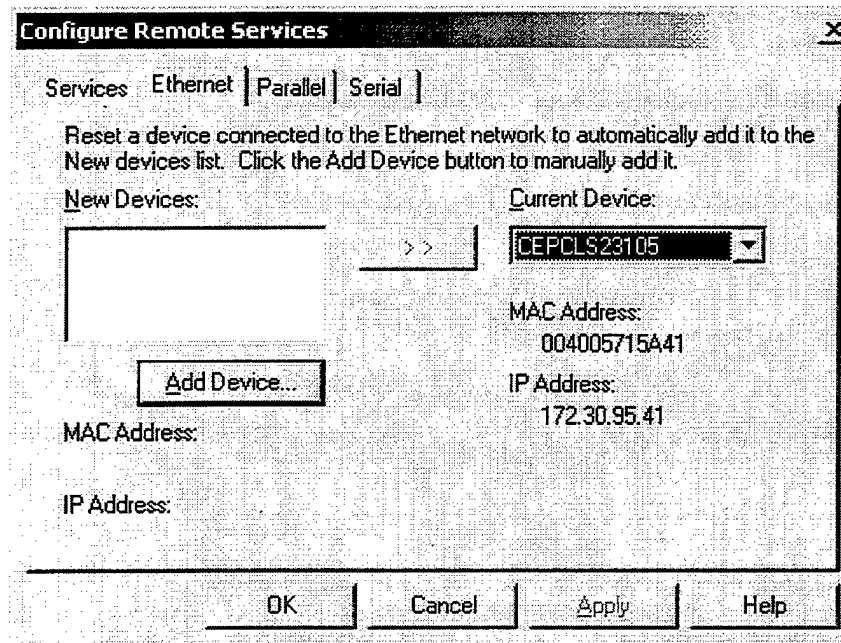 Configure Remote Services
Services Ethernet Parallel Serial
Reset a device connected to the Ethernet network to automatically add it to the
New devices list. Click the Add Device button to manually add it.
New Devices:
>>
Add Device...
MAC Address:
IP Address:
Current Device:
CEPCLS23105
MAC Address:
004005715A41
IP Address:
172.30.95.41
OK Cancel Apply Help